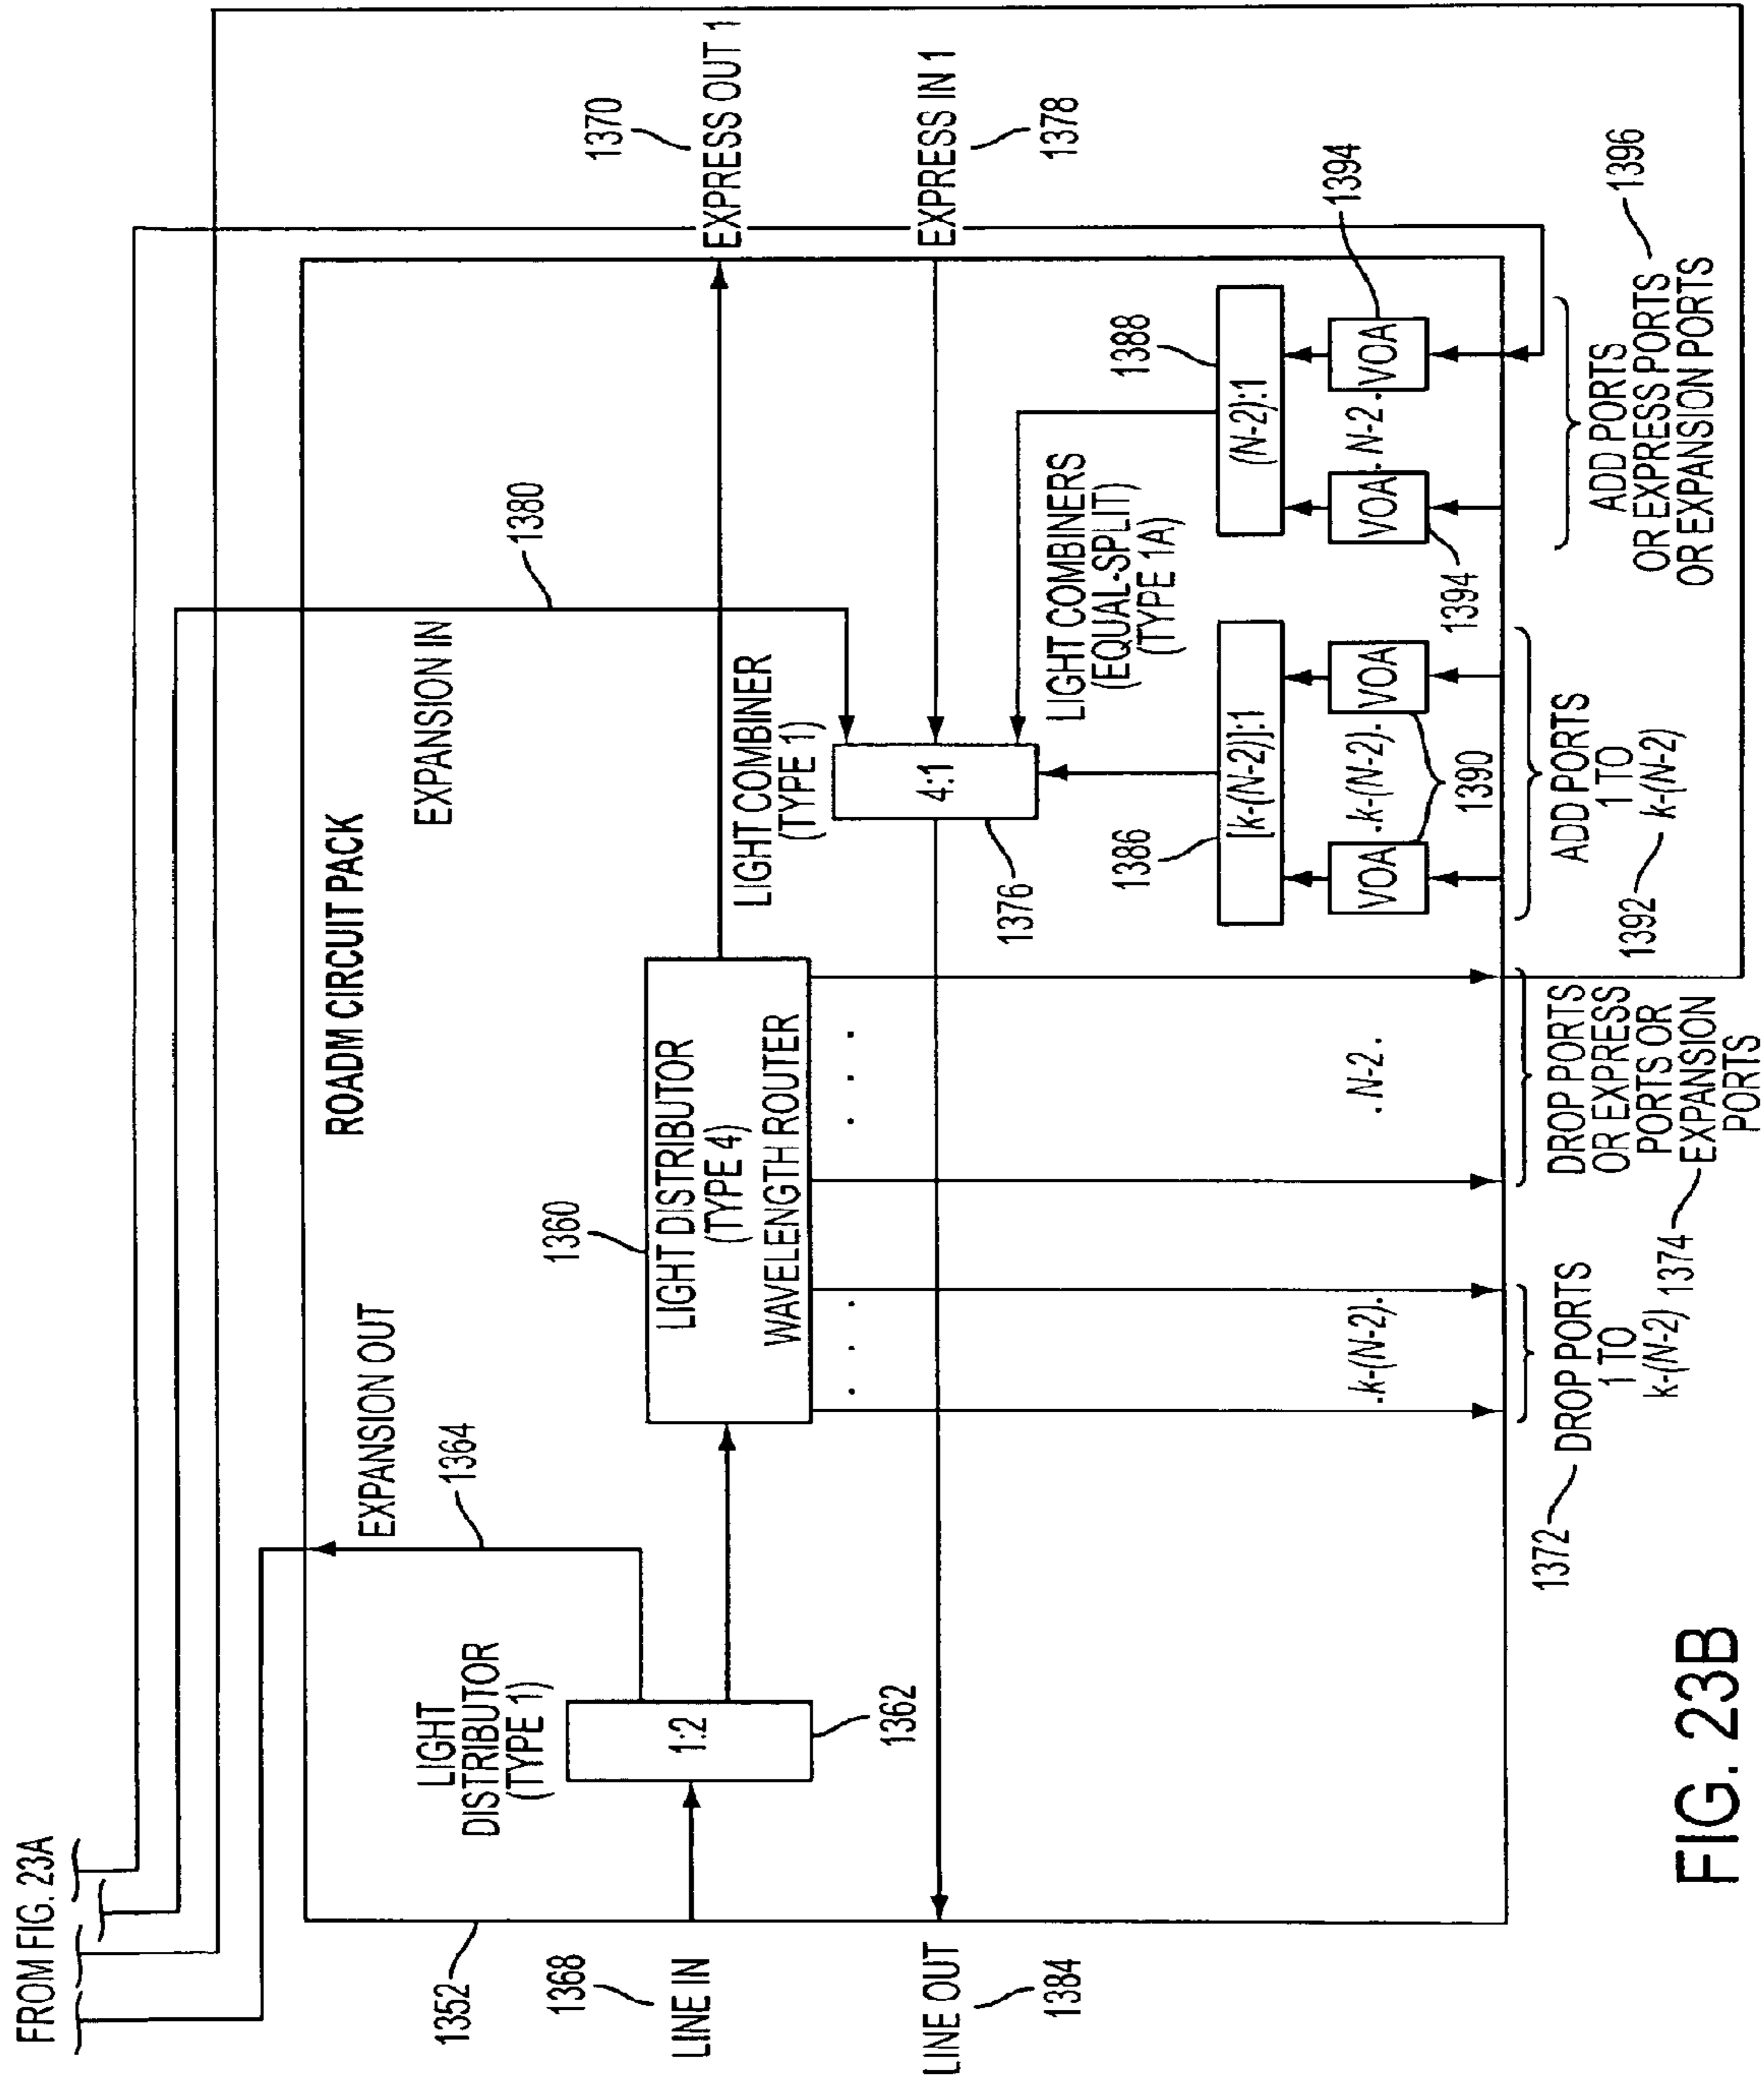 FROM FIG. 23A
ROADM CIRCUIT PACK
1352
1368
LINE IN
LINE OUT
1384
LIGHT
DISTRIBUTOR
(TYPE 1)
1:2
1362
EXPANSION OUT
1364
1360
LIGHT DISTRIBUTOR
(TYPE 4)
WAVELENGTH ROUTER
. . .
. . .
.k-(N-2).
.N-2.
EXPANSION IN
1380
LIGHT COMBINER
(TYPE 1)
4:1
1376
1370
EXPRESS OUT 1
EXPRESS IN 1
1378
LIGHT COMBINERS
(EQUAL-SPLIT)
(TYPE 1A)
1386
[k-(N-2)]:1
1388
(N-2):1
VOA
.k-(N-2).
VOA
1390
VOA
.N-2.
VOA
1394
1394
1372
DROP PORTS
1 TO
k-(N-2)
1374
DROP PORTS
OR EXPRESS
PORTS OR
EXPANSION
PORTS
ADD PORTS
1 TO
k-(N-2)
1392
ADD PORTS
OR EXPRESS PORTS
OR EXPANSION PORTS
1396
FIG. 23B